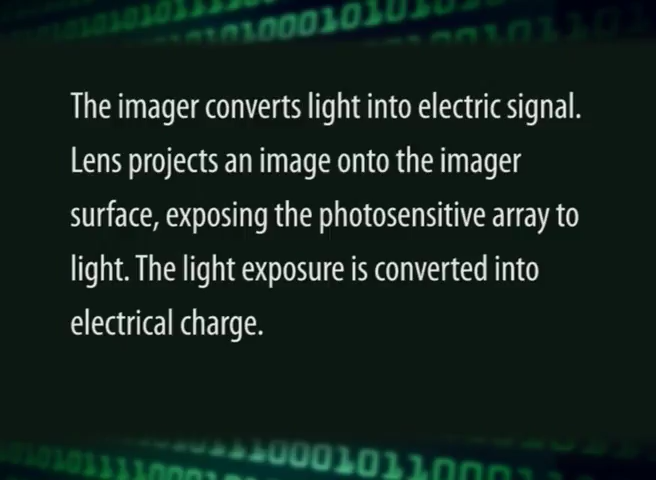 The imager converts light into electric signal.
Lens projects an image onto the imager
surface, exposing the photosensitive array to
light. The light exposure is converted into
electrical charge.